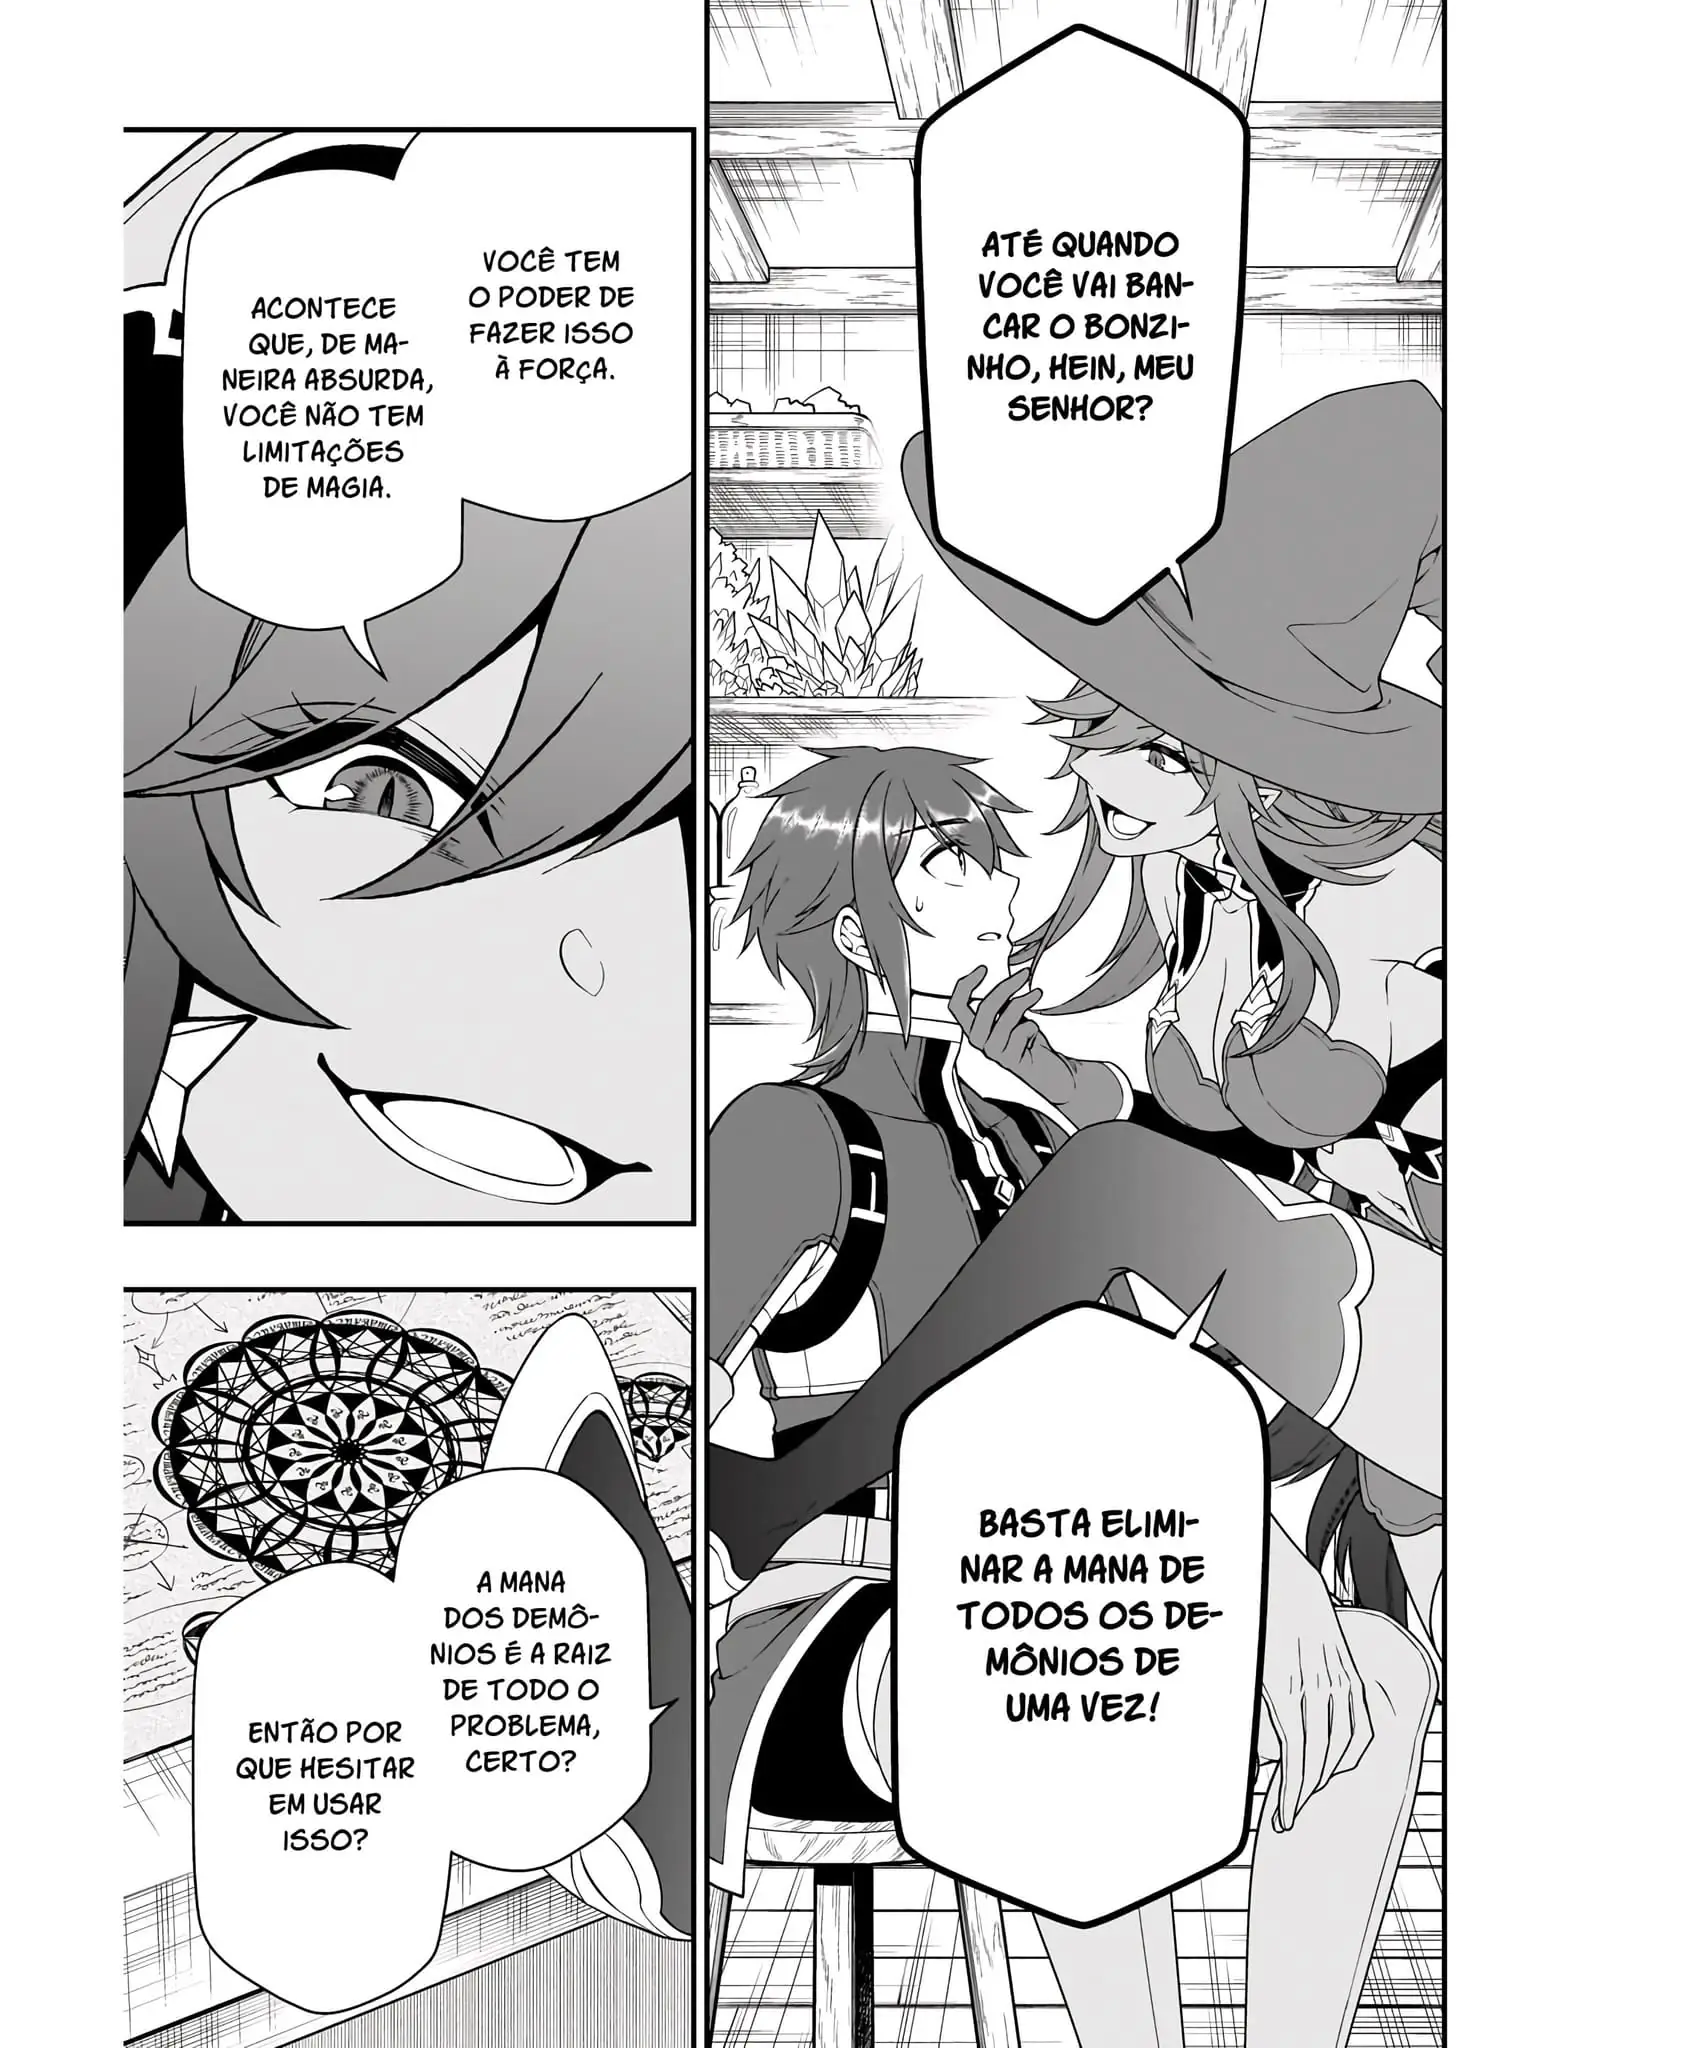 ATÉ QUANDO
VOCÊ VAI BAN-
CAR O BONZI-
NHO, HEIN, MEU
SENHOR?
BASTA ELIMI-
NAR A MANA DE
TODOS OS DE-
MÔNIOS DE
UMA VEZ!
VOCÊ TEM
O PODER DE
FAZER ISSO
À FORÇA.
ACONTECE
QUE, DE MA-
NEIRA ABSURDA,
VOCÊ NÃO TEM
LIMITAÇÕES
DE MAGIA.
A MANA
DOS DEMÔ-
NIOS É A RAIZ
DE TODO O
PROBLEMA,
CERTO?
ENTÃO POR
QUE HESITAR
EM USAR
ISSO?